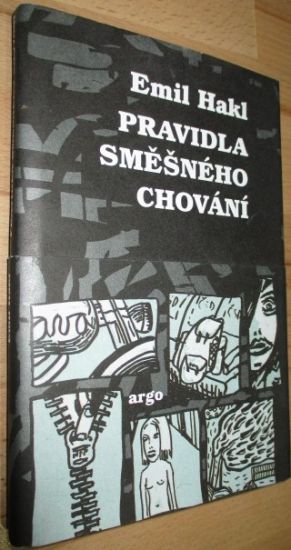 Emil Hakl
PRAVIDLA
SMĚŠNÉHO
CHOVÁNÍ
argo